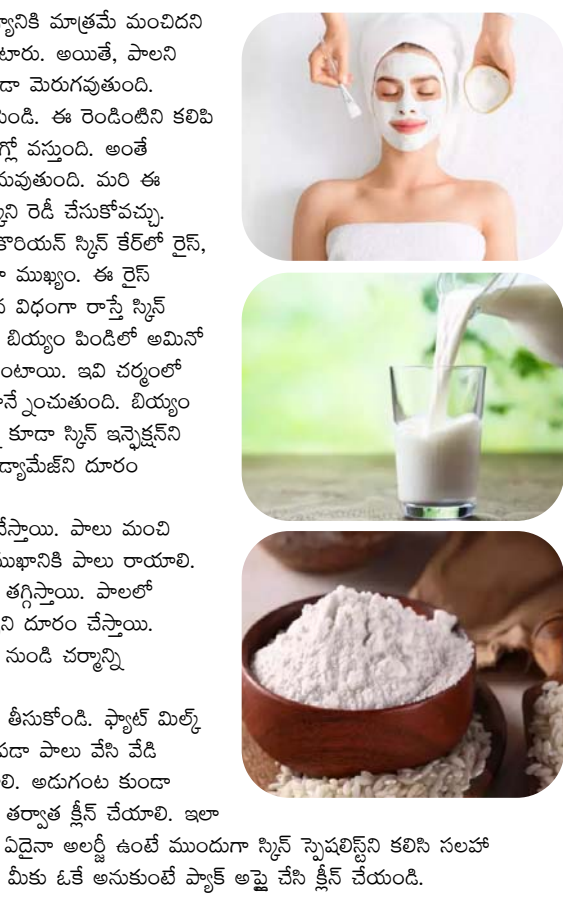 మాత్రమే మంచిదని
అయితే, పాలని
మెరుగవుతుంది.
ఈ రెండింటిని కలిపి
వస్తుంది. అంతే
మరి ఈ
రెడీ చేసుకోవచ్చు.
కొరియన్ స్కిన్ కేర్‌లో రైస్,
ముఖ్యం. ఈ రైస్
విధంగా రాస్తే స్కిన్
బియ్యం పిండిలో అమినో
ఇవి చర్మంలో
బియ్యం
కూడా స్కిన్ ఇన్ఫెక్షన్‌ని
డ్యామేజ్‌ని దూరం
పాలు మంచి
పాలు రాయాలి.
తగ్గిస్తాయి. పాలలో
దూరం చేస్తాయి.
నుండి చర్మాన్ని
తీసుకోండి. ఫ్యాట్ మిల్క్
పాలు వేసి వేడి
అడుగంట కుండా
తర్వాత క్లీన్ చేయాలి. ఇలా
ఏదైనా అలర్జీ ఉంటే ముందుగా స్కిన్ స్పెషలిస్ట్‌ని కలిసి సలహా
మీకు ఓకే అనుకుంటే ప్యాక్ అప్లై చేసి క్లీన్ చేయండి.